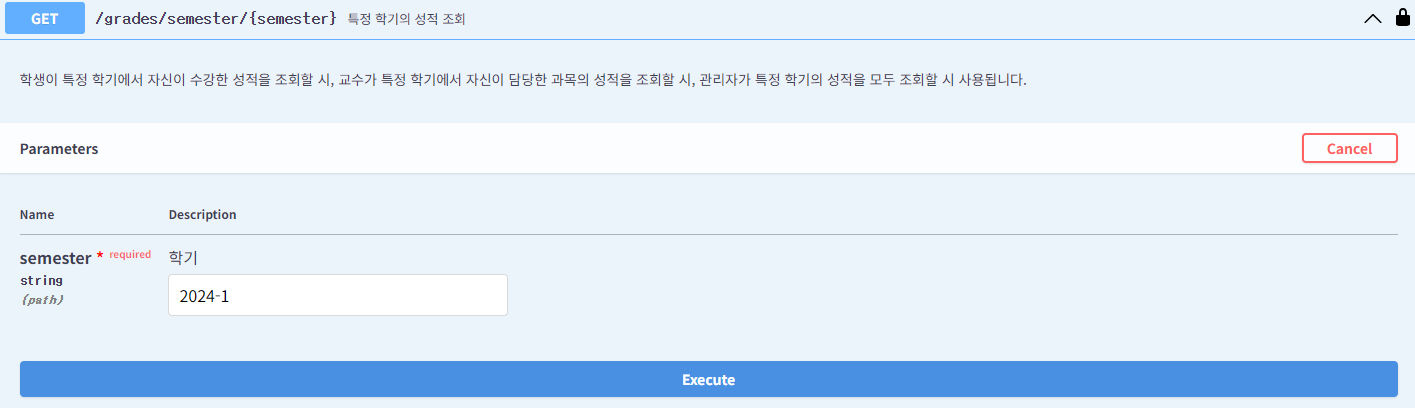 GET /grades/semester/{semester} 특정 학기의 성적 조회
학생이 특정 학기에서 자신이 수강한 성적을 조회할 시, 교수가 특정 학기에서 자신이 담당한 과목의 성적을 조회할 시, 관리자가 특정 학기의 성적을 모두 조회할 시 사용됩니다.
Parameters Cancel
Name Description
semester * required 학기
string
(path)
2024-1
Execute